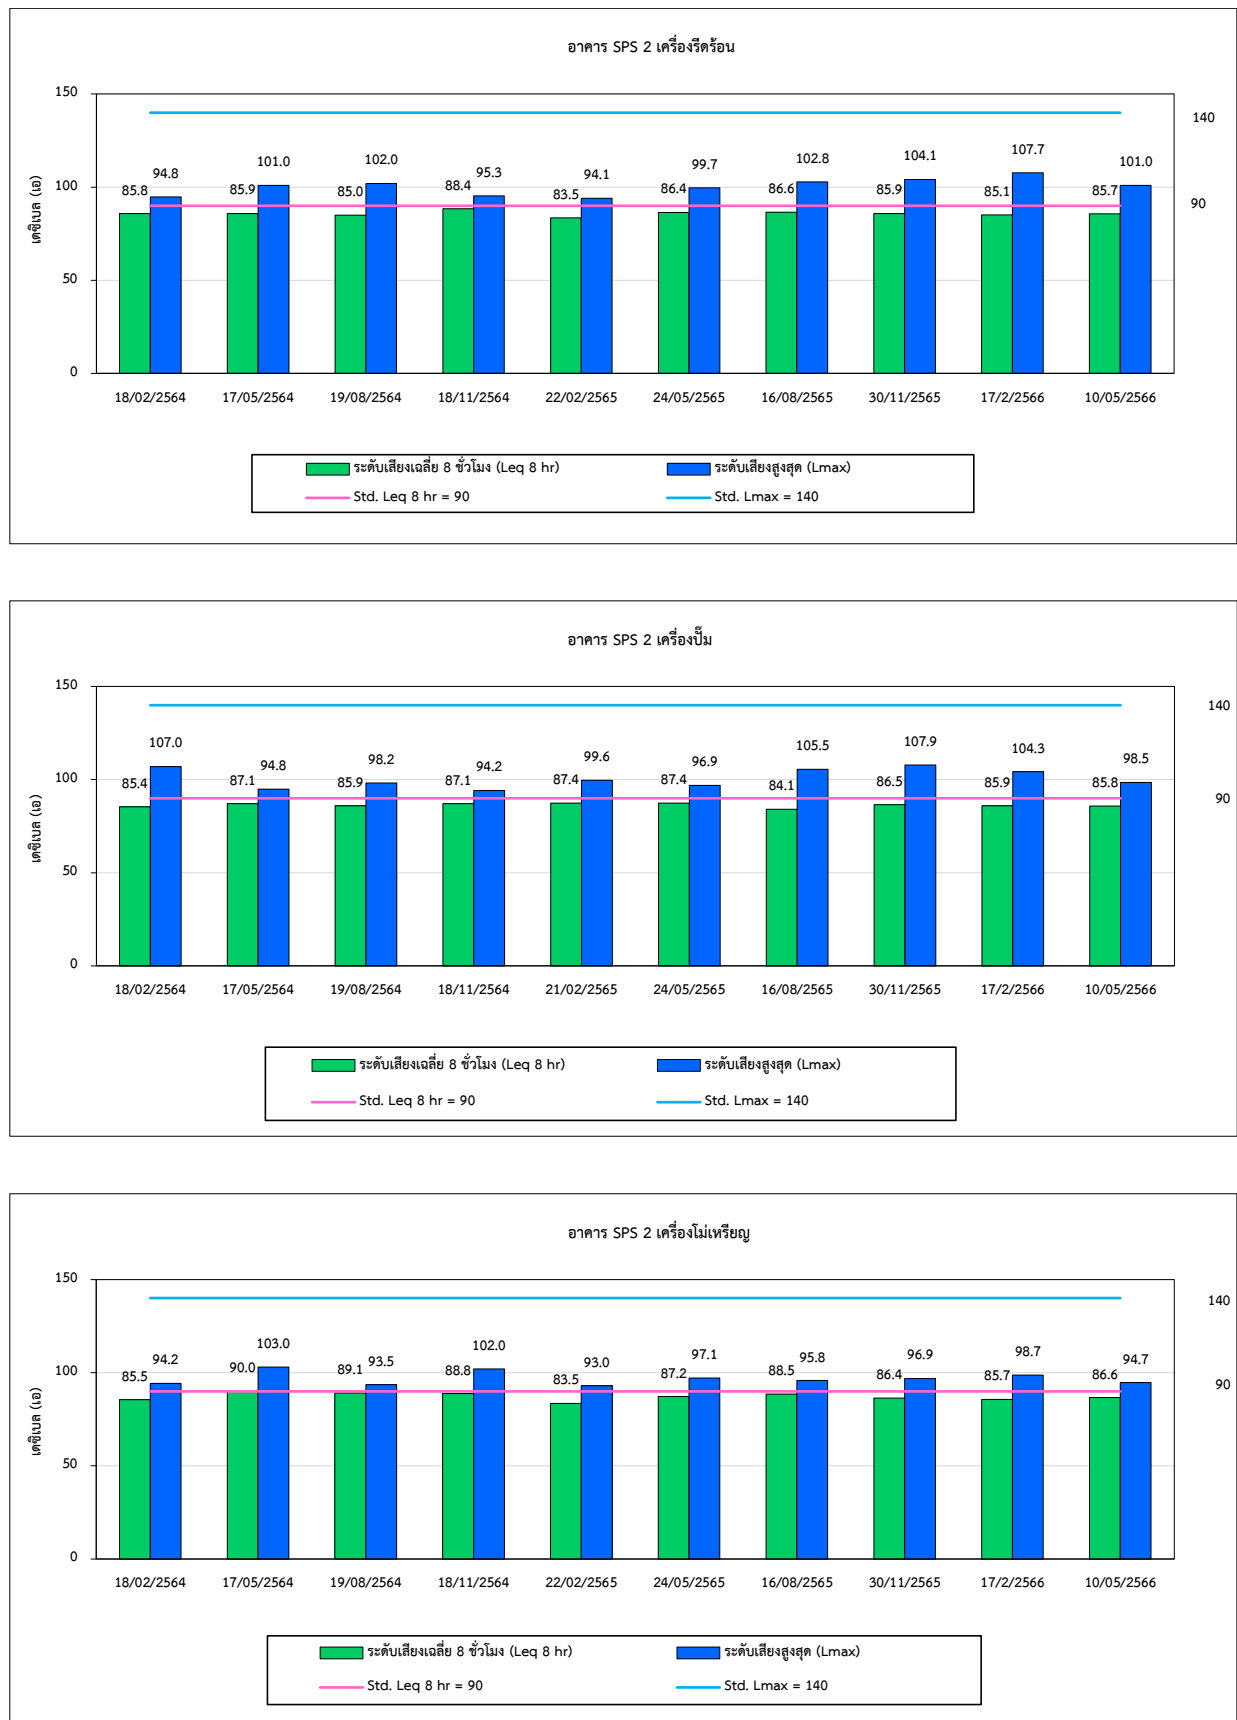 อาคาร SPS 2 เครื่องรีดร้อน
150
100
50
0
เดซิเบล (เอ)
140
90
85.8 94.8 85.9 101.0 85.0 102.0 88.4 95.3 83.5 94.1 86.4 99.7 86.6 102.8 85.9 104.1 85.1 107.7 85.7 101.0
18/02/2564 17/05/2564 19/08/2564 18/11/2564 22/02/2565 24/05/2565 16/08/2565 30/11/2565 17/2/2566 10/05/2566
ระดับเสียงเฉลี่ย 8 ชั่วโมง (Leq 8 hr) ระดับเสียงสูงสุด (Lmax)
Std. Leq 8 hr = 90 Std. Lmax = 140
อาคาร SPS 2 เครื่องปั๊ม
150
100
50
0
เดซิเบล (เอ)
140
90
85.4 107.0 87.1 94.8 85.9 98.2 87.1 94.2 87.4 99.6 87.4 96.9 84.1 105.5 86.5 107.9 85.9 104.3 85.8 98.5
18/02/2564 17/05/2564 19/08/2564 18/11/2564 21/02/2565 24/05/2565 16/08/2565 30/11/2565 17/2/2566 10/05/2566
ระดับเสียงเฉลี่ย 8 ชั่วโมง (Leq 8 hr) ระดับเสียงสูงสุด (Lmax)
Std. Leq 8 hr = 90 Std. Lmax = 140
อาคาร SPS 2 เครื่องโม่เหรียญ
150
100
50
0
เดซิเบล (เอ)
140
90
85.5 94.2 90.0 103.0 89.1 93.5 88.8 102.0 83.5 93.0 87.2 97.1 88.5 95.8 86.4 96.9 85.7 98.7 86.6 94.7
18/02/2564 17/05/2564 19/08/2564 18/11/2564 22/02/2565 24/05/2565 16/08/2565 30/11/2565 17/2/2566 10/05/2566
ระดับเสียงเฉลี่ย 8 ชั่วโมง (Leq 8 hr) ระดับเสียงสูงสุด (Lmax)
Std. Leq 8 hr = 90 Std. Lmax = 140